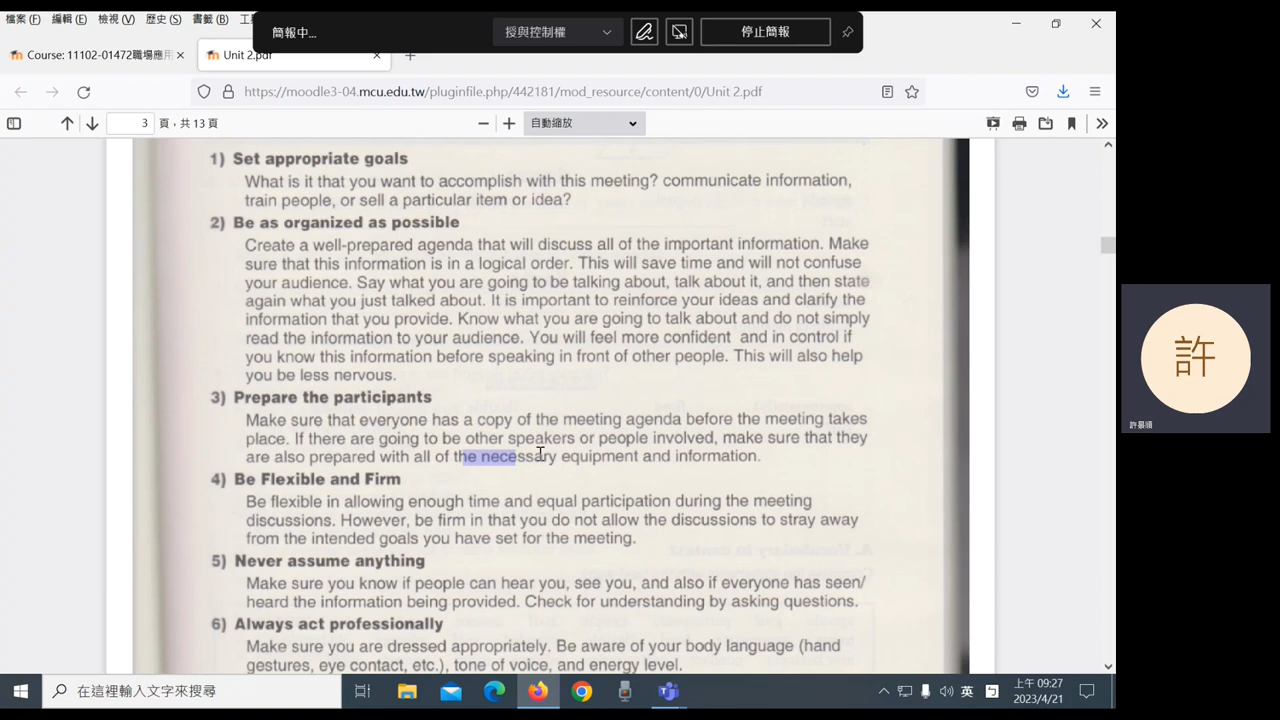 檔案(F) 編輯(E) 檢視(V) 歷史(S) 書籤(B)
簡報中... 授與控制權 停止簡報
Course: 11102-01472職場應用 Unit 2.pdf
https://moodle3-04.mcu.edu.tw/pluginfile.php/442181/mod_resource/content/0/Unit 2.pdf
3 頁，共 13 頁 自動縮放
1) Set appropriate goals
What is it that you want to accomplish with this meeting? communicate information,
train people, or sell a particular item or idea?
2) Be as organized as possible
Create a well-prepared agenda that will discuss all of the important information. Make
sure that this information is in a logical order. This will save time and will not confuse
your audience. Say what you are going to be talking about, talk about it, and then state
again what you just talked about. It is important to reinforce your ideas and clarify the
information that you provide. Know what you are going to talk about and do not simply
read the information to your audience. You will feel more confident and in control if
you know this information before speaking in front of other people. This will also help
you be less nervous.
3) Prepare the participants
Make sure that everyone has a copy of the meeting agenda before the meeting takes
place. If there are going to be other speakers or people involved, make sure that they
are also prepared with all of the necessary equipment and information.
4) Be Flexible and Firm
Be flexible in allowing enough time and equal participation during the meeting
discussions. However, be firm in that you do not allow the discussions to stray away
from the intended goals you have set for the meeting.
5) Never assume anything
Make sure you know if people can hear you, see you, and also if everyone has seen/
heard the information being provided. Check for understanding by asking questions.
6) Always act professionally
Make sure you are dressed appropriately. Be aware of your body language (hand
gestures, eye contact, etc.), tone of voice, and energy level.
許
許景順
在這裡輸入文字來搜尋
英
上午 09:27
2023/4/21